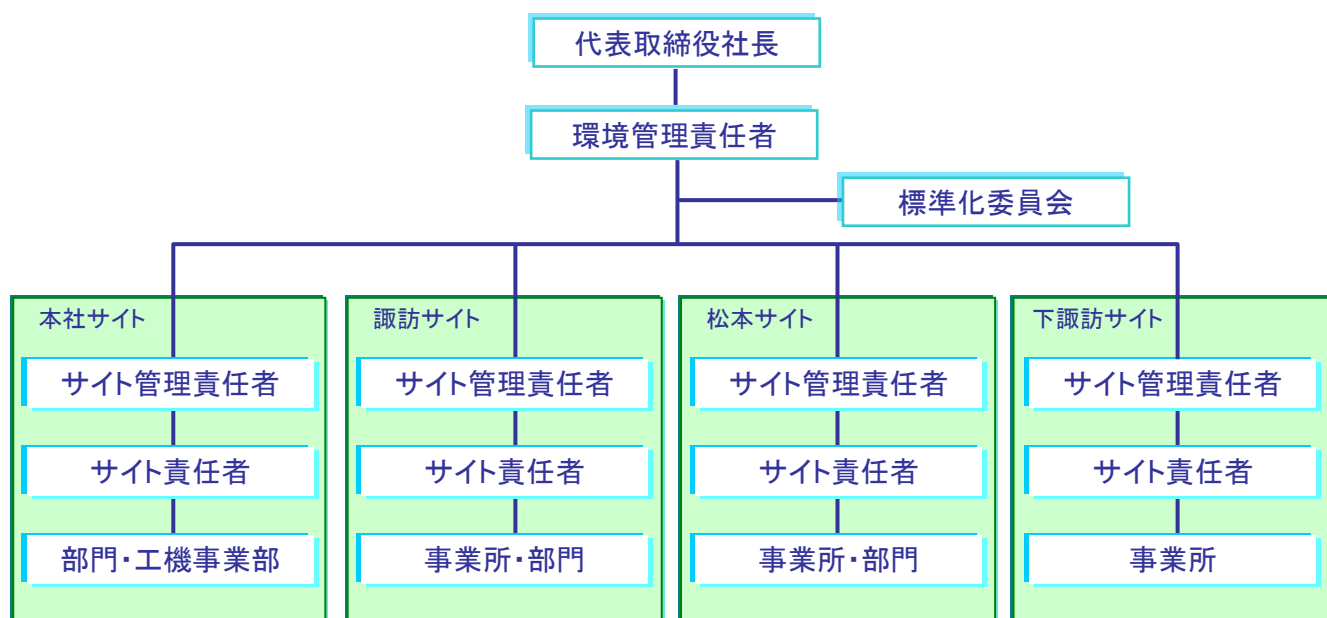 代表取締役社長
環境管理責任者
標準化委員会
本社サイト
サイト管理責任者
サイト責任者
部門・工機事業部
諏訪サイト
サイト管理責任者
サイト責任者
事業所・部門
松本サイト
サイト管理責任者
サイト責任者
事業所・部門
下諏訪サイト
サイト管理責任者
サイト責任者
事業所